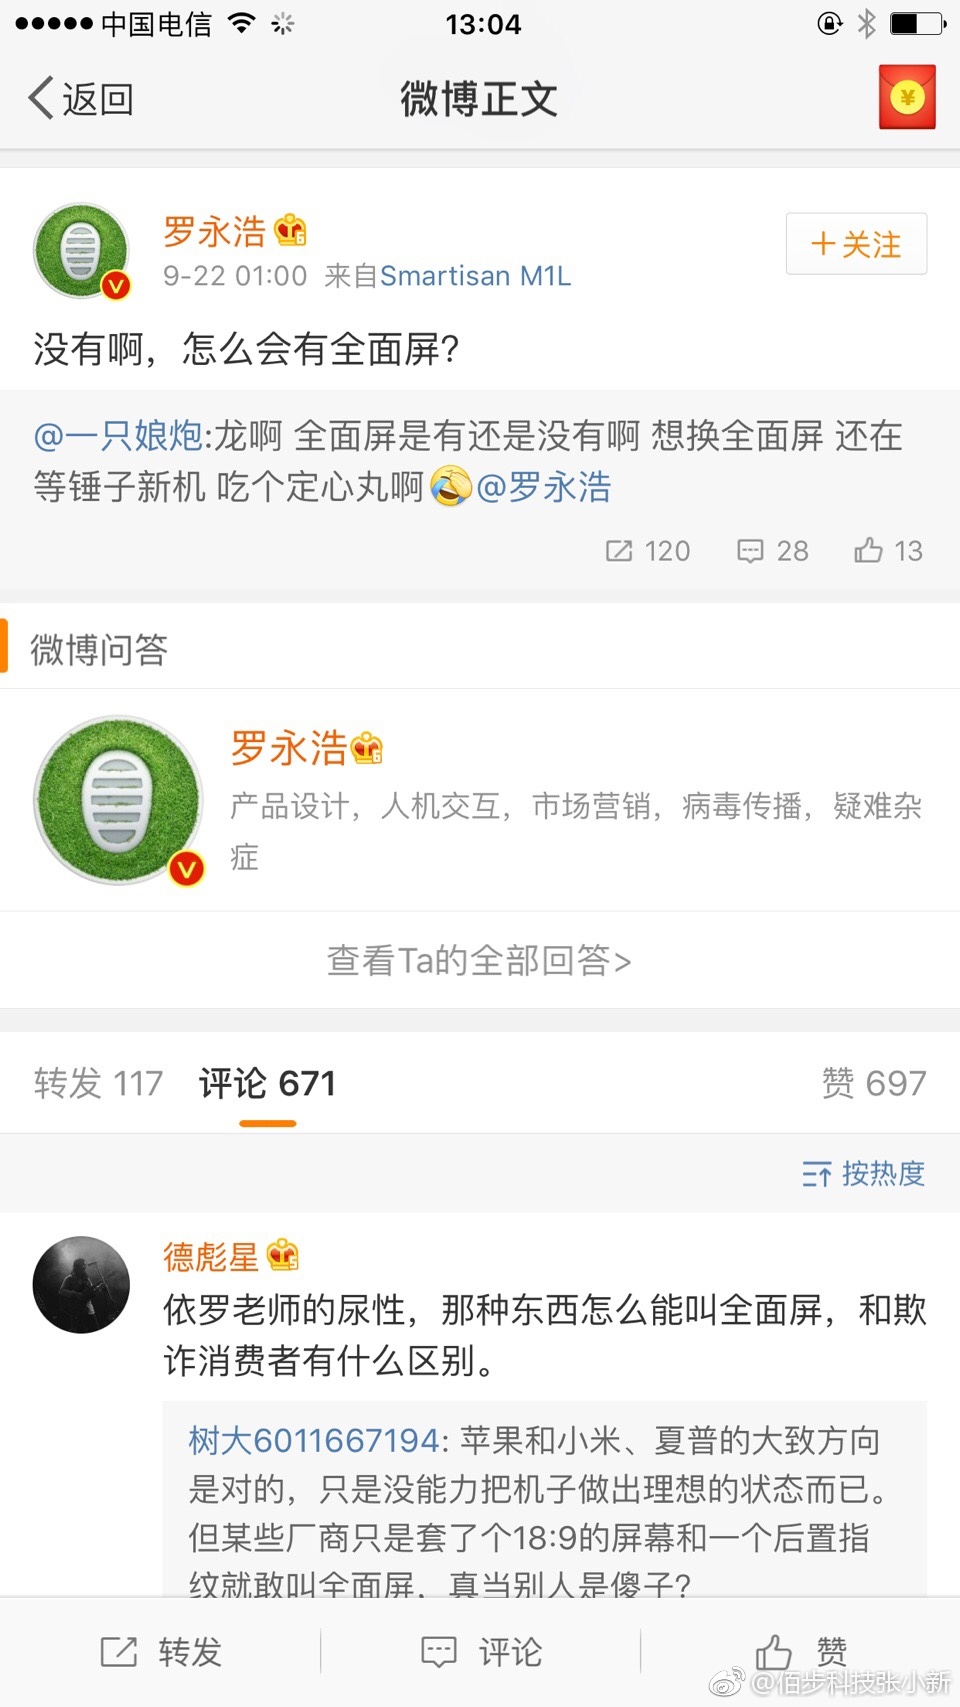 中国电信 13:04
返回 微博正文
罗永浩
9-22 01:00 来自Smartisan M1L
+关注
没有啊，怎么会有全面屏?
@一只娘炮:龙啊 全面屏是有还是没有啊 想换全面屏 还在
等锤子新机 吃个定心丸啊@罗永浩
120 28 13
微博问答
罗永浩
产品设计，人机交互，市场营销，病毒传播，疑难杂
症
查看Ta的全部回答>
转发 117 评论 671 赞 697
按热度
德彪星
依罗老师的尿性，那种东西怎么能叫全面屏，和欺
诈消费者有什么区别。
树大6011667194: 苹果和小米、夏普的大致方向
是对的，只是没能力把机子做出理想的状态而已。
但某些厂商只是套了个18:9的屏幕和一个后置指
纹就敢叫全面屏，真当别人是傻子?
转发 评论 赞
@佰步科技张小新